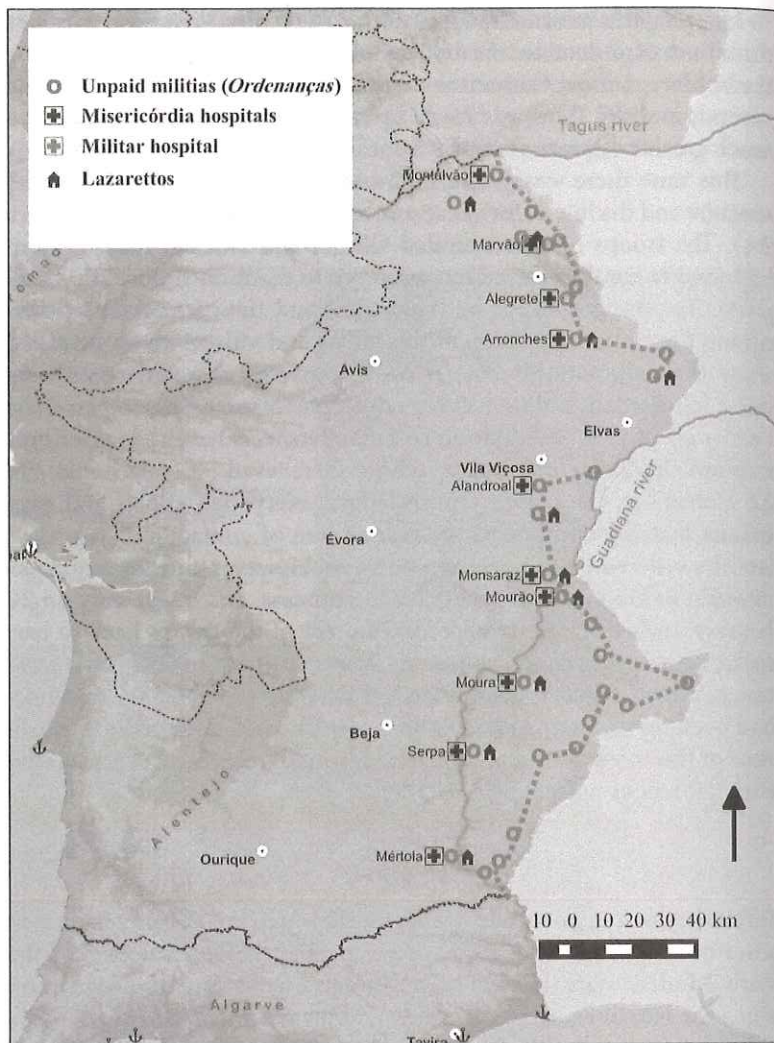 Unpaid militias (Ordenanças)
Misericórdia hospitals
Militar hospital
Lazarettos
Tagus river
Montalvão
Marvão
Alegrete
Arronches
Avis
Elvas
Vila Viçosa
Alandroal
Guadiana river
Évora
Monsaraz
Mourão
Moura
Beja
Serpa
Alentejo
Ourique
Mértola
10 0 10 20 30 40 km
Algarve
Tavira